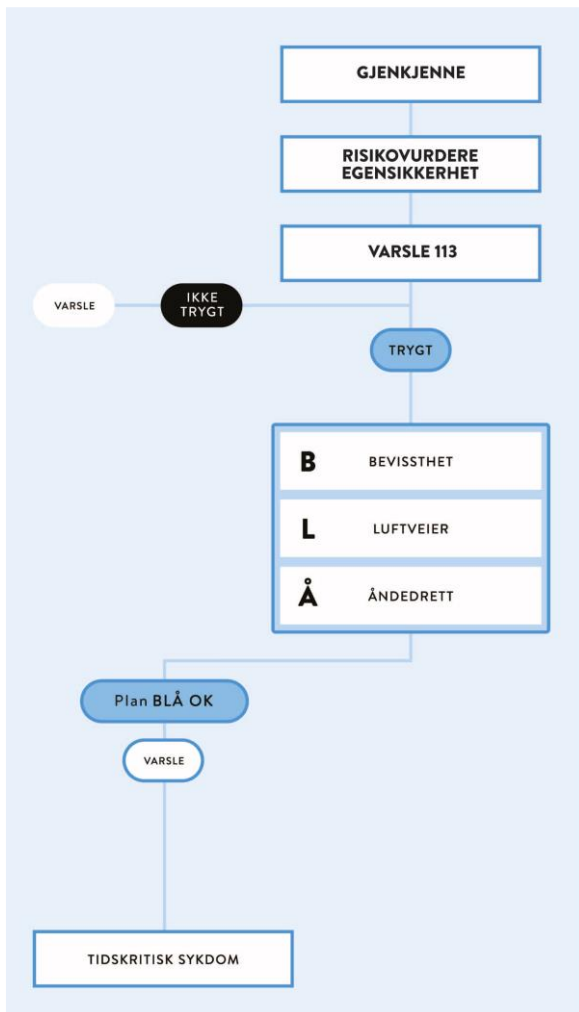 GJENKJENNE
RISIKOVURDERE
EGENSIKKERHET
VARSLE 113
VARSLE
IKKE
TRYGT
TRYGT
B BEVISSTHET
L LUFTVEIER
Å ÅNDEDRETT
Plan BLÅ OK
VARSLE
TIDSKRITISK SYKDOM